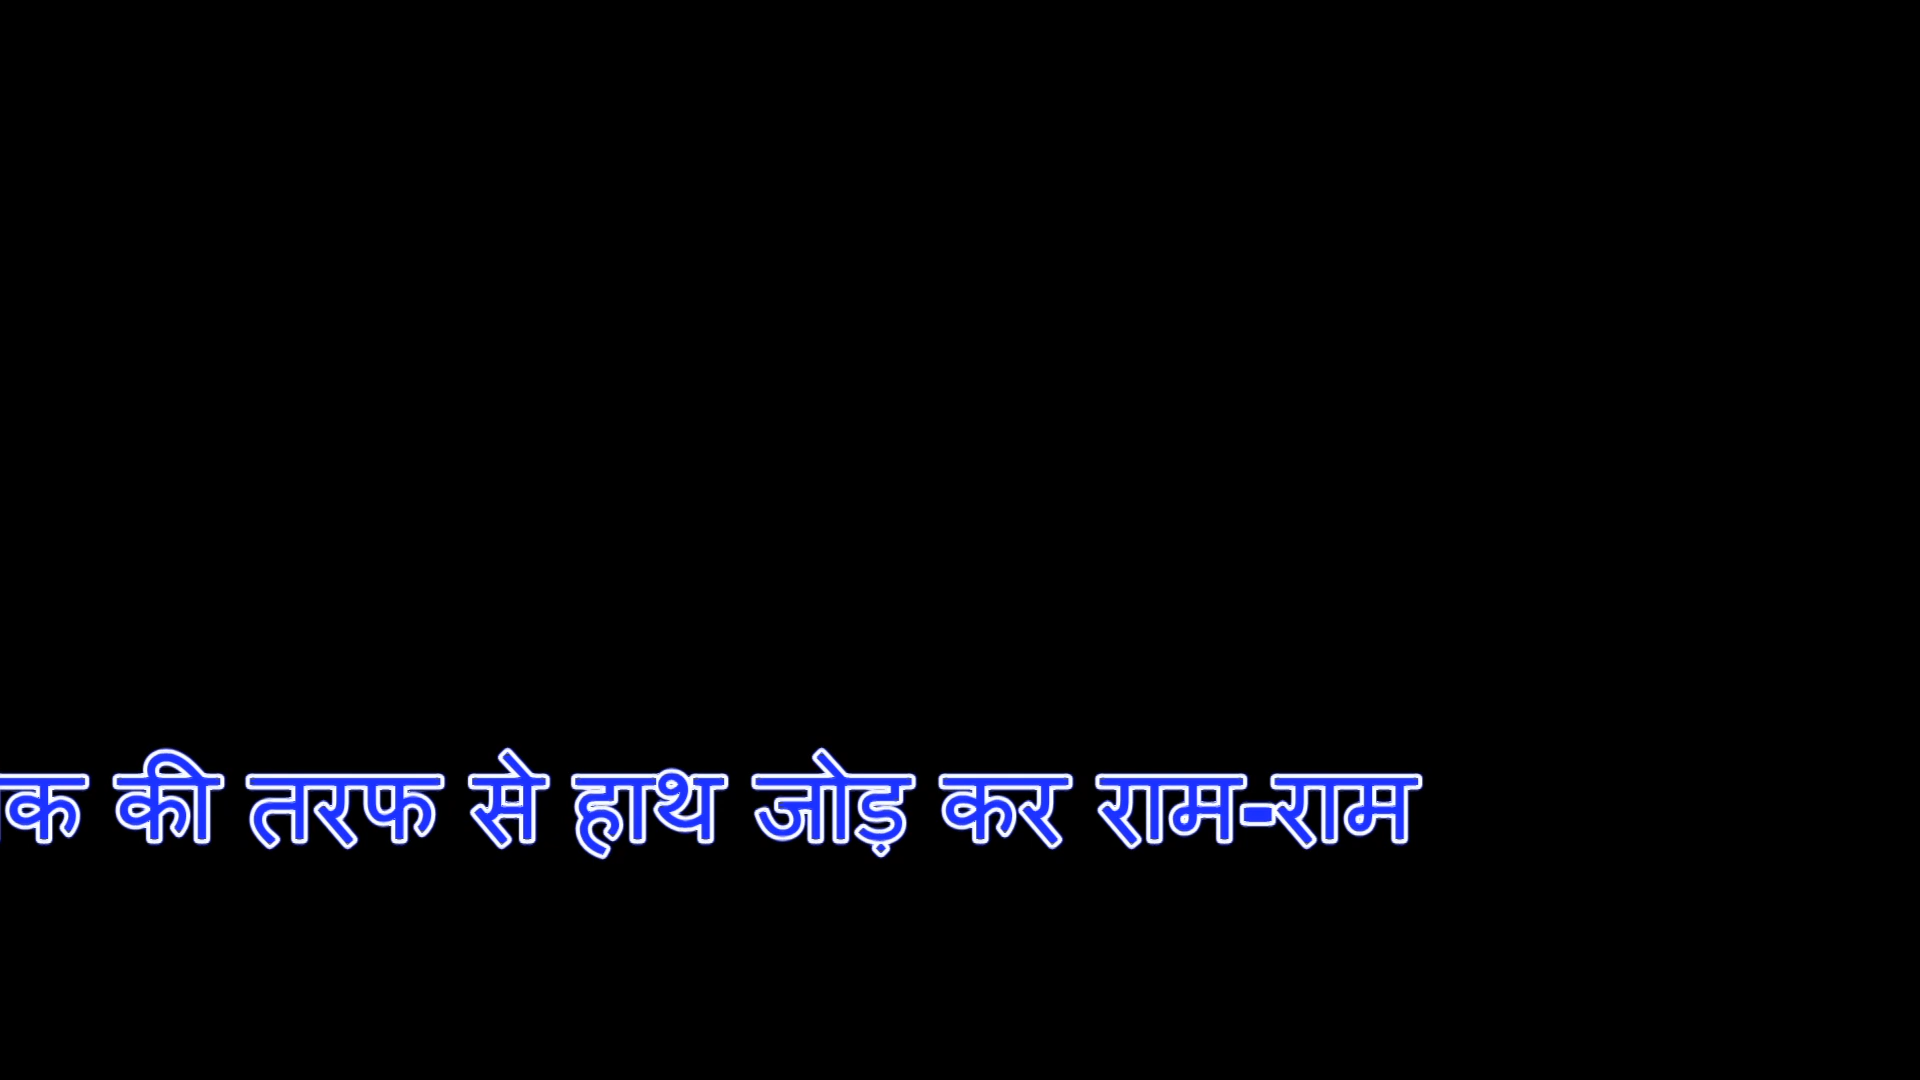 की तरफ से हाथ जोड़ कर राम-राम